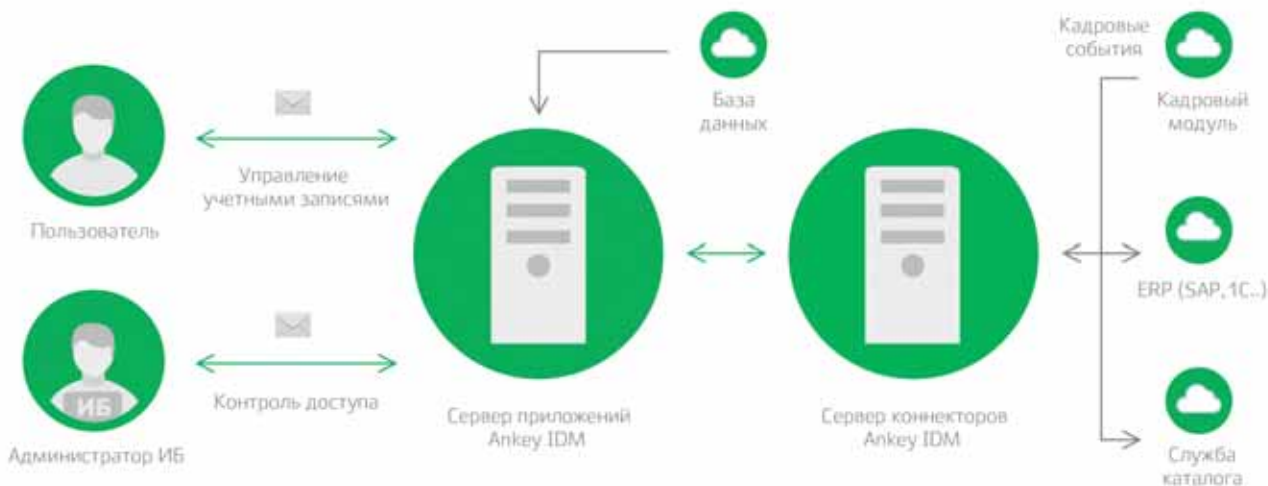 Кадровые
события
База
данных
Кадровый
модуль
Управление
учетными записями
Пользователь
ERP (SAP, 1С..)
ИБ
Контроль доступа
Администратор ИБ
Сервер приложений
Ankey IDM
Сервер коннекторов
Ankey IDM
Служба
каталога